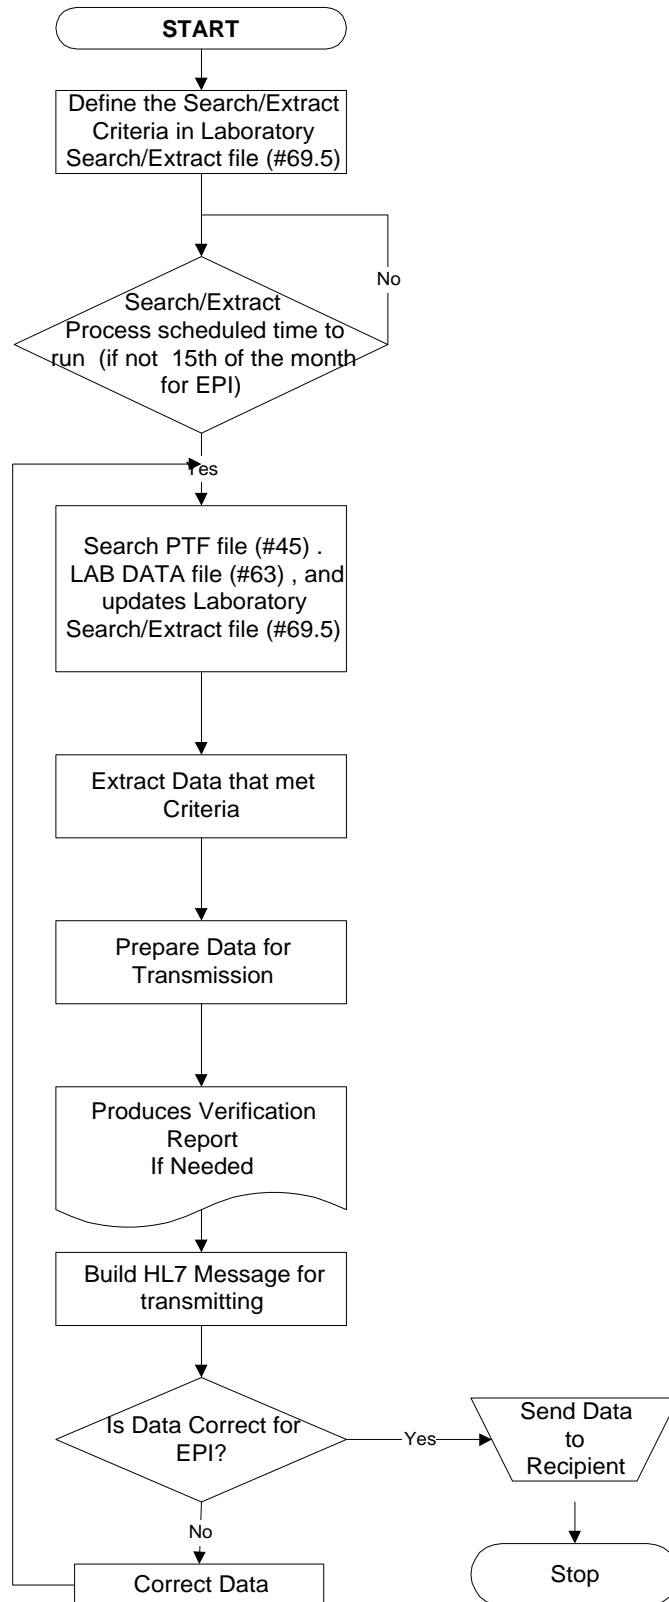 START
Define the Search/Extract
Criteria in Laboratory
Search/Extract file (#69.5)
No
Search/Extract
Process scheduled time to
run  (if not  15th of the month
for EPI)
Yes
Search PTF file (#45) .
LAB DATA file (#63) , and
updates Laboratory
Search/Extract file (#69.5)
Extract Data that met
Criteria
Prepare Data for
Transmission
Produces Verification
Report
If Needed
Build HL7 Message for
transmitting
Is Data Correct for
EPI?
Yes
Send Data
to
Recipient
No
Correct Data
Stop